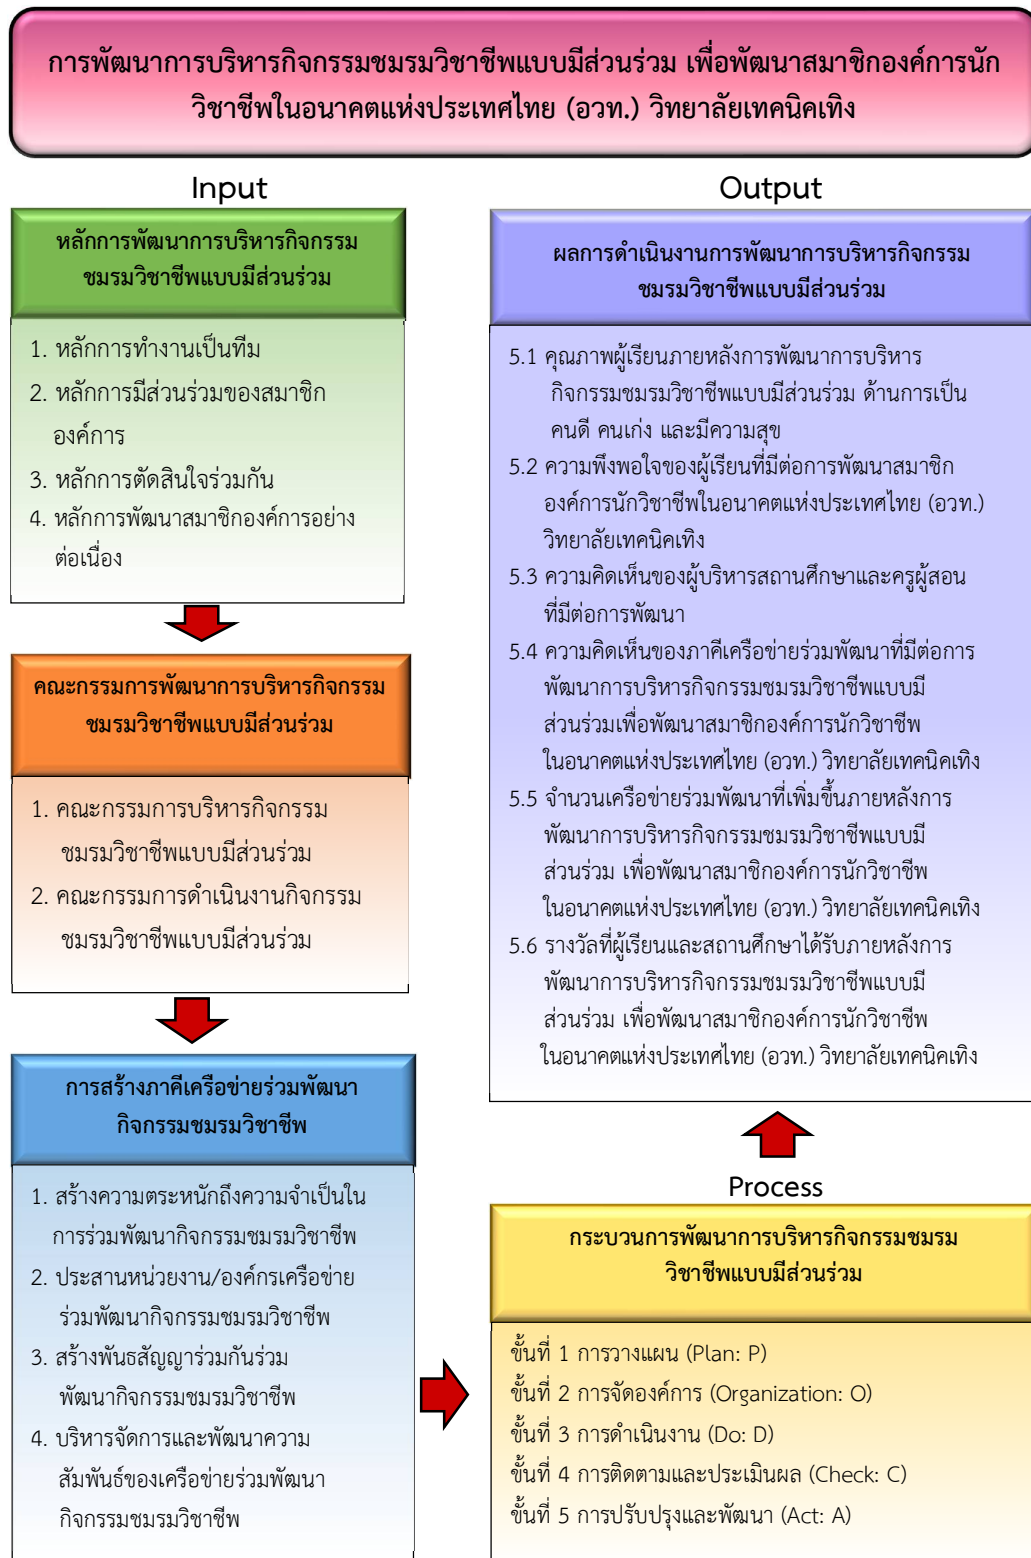 การพัฒนาการบริหารกิจกรรมชมรมวิชาชีพแบบมีส่วนร่วม เพื่อพัฒนาสมาชิกองค์การนัก
วิชาชีพในอนาคตแห่งประเทศไทย (อวท.) วิทยาลัยเทคนิคเทิง
Input
หลักการพัฒนาการบริหารกิจกรรม
ชมรมวิชาชีพแบบมีส่วนร่วม
1. หลักการทำงานเป็นทีม
2. หลักการมีส่วนร่วมของสมาชิก
องค์การ
3. หลักการตัดสินใจร่วมกัน
4. หลักการพัฒนาสมาชิกองค์การอย่าง
ต่อเนื่อง
คณะกรรมการพัฒนาการบริหารกิจกรรม
ชมรมวิชาชีพแบบมีส่วนร่วม
1. คณะกรรมการบริหารกิจกรรม
ชมรมวิชาชีพแบบมีส่วนร่วม
2. คณะกรรมการดำเนินงานกิจกรรม
ชมรมวิชาชีพแบบมีส่วนร่วม
การสร้างภาคีเครือข่ายร่วมพัฒนา
กิจกรรมชมรมวิชาชีพ
1. สร้างความตระหนักถึงความจำเป็นใน
การร่วมพัฒนากิจกรรมชมรมวิชาชีพ
2. ประสานหน่วยงาน/องค์กรเครือข่าย
ร่วมพัฒนากิจกรรมชมรมวิชาชีพ
3. สร้างพันธสัญญาร่วมกันร่วม
พัฒนากิจกรรมชมรมวิชาชีพ
4. บริหารจัดการและพัฒนาความ
สัมพันธ์ของเครือข่ายร่วมพัฒนา
กิจกรรมชมรมวิชาชีพ
Output
ผลการดำเนินงานการพัฒนาการบริหารกิจกรรม
ชมรมวิชาชีพแบบมีส่วนร่วม
5.1 คุณภาพผู้เรียนภายหลังการพัฒนาการบริหาร
กิจกรรมชมรมวิชาชีพแบบมีส่วนร่วม ด้านการเป็น
คนดี คนเก่ง และมีความสุข
5.2 ความพึงพอใจของผู้เรียนที่มีต่อการพัฒนาสมาชิก
องค์การนักวิชาชีพในอนาคตแห่งประเทศไทย (อวท.)
วิทยาลัยเทคนิคเทิง
5.3 ความคิดเห็นของผู้บริหารสถานศึกษาและครูผู้สอน
ที่มีต่อการพัฒนา
5.4 ความคิดเห็นของภาคีเครือข่ายร่วมพัฒนาที่มีต่อการ
พัฒนาการบริหารกิจกรรมชมรมวิชาชีพแบบมี
ส่วนร่วมเพื่อพัฒนาสมาชิกองค์การนักวิชาชีพ
ในอนาคตแห่งประเทศไทย (อวท.) วิทยาลัยเทคนิคเทิง
5.5 จำนวนเครือข่ายร่วมพัฒนาที่เพิ่มขึ้นภายหลังการ
พัฒนาการบริหารกิจกรรมชมรมวิชาชีพแบบมี
ส่วนร่วม เพื่อพัฒนาสมาชิกองค์การนักวิชาชีพ
ในอนาคตแห่งประเทศไทย (อวท.) วิทยาลัยเทคนิคเทิง
5.6 รางวัลที่ผู้เรียนและสถานศึกษาได้รับภายหลังการ
พัฒนาการบริหารกิจกรรมชมรมวิชาชีพแบบมี
ส่วนร่วม เพื่อพัฒนาสมาชิกองค์การนักวิชาชีพ
ในอนาคตแห่งประเทศไทย (อวท.) วิทยาลัยเทคนิคเทิง
Process
กระบวนการพัฒนาการบริหารกิจกรรมชมรม
วิชาชีพแบบมีส่วนร่วม
ขั้นที่ 1 การวางแผน (Plan: P)
ขั้นที่ 2 การจัดองค์การ (Organization: O)
ขั้นที่ 3 การดำเนินงาน (Do: D)
ขั้นที่ 4 การติดตามและประเมินผล (Check: C)
ขั้นที่ 5 การปรับปรุงและพัฒนา (Act: A)